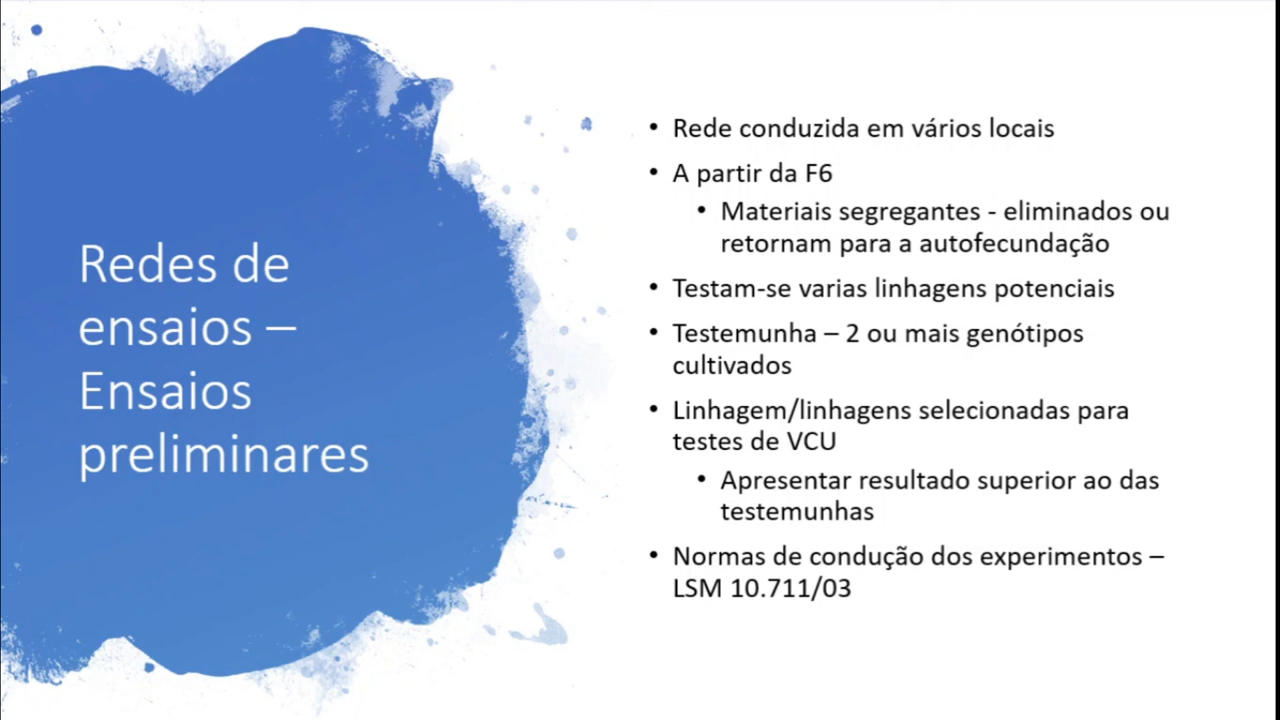 Redes de
ensaios –
Ensaios
preliminares
• Rede conduzida em vários locais
• A partir da F6
• Materiais segregantes - eliminados ou
retornam para a autofecundação
• Testam-se varias linhagens potenciais
• Testemunha – 2 ou mais genótipos
cultivados
• Linhagem/linhagens selecionadas para
testes de VCU
• Apresentar resultado superior ao das
testemunhas
• Normas de condução dos experimentos –
LSM 10.711/03